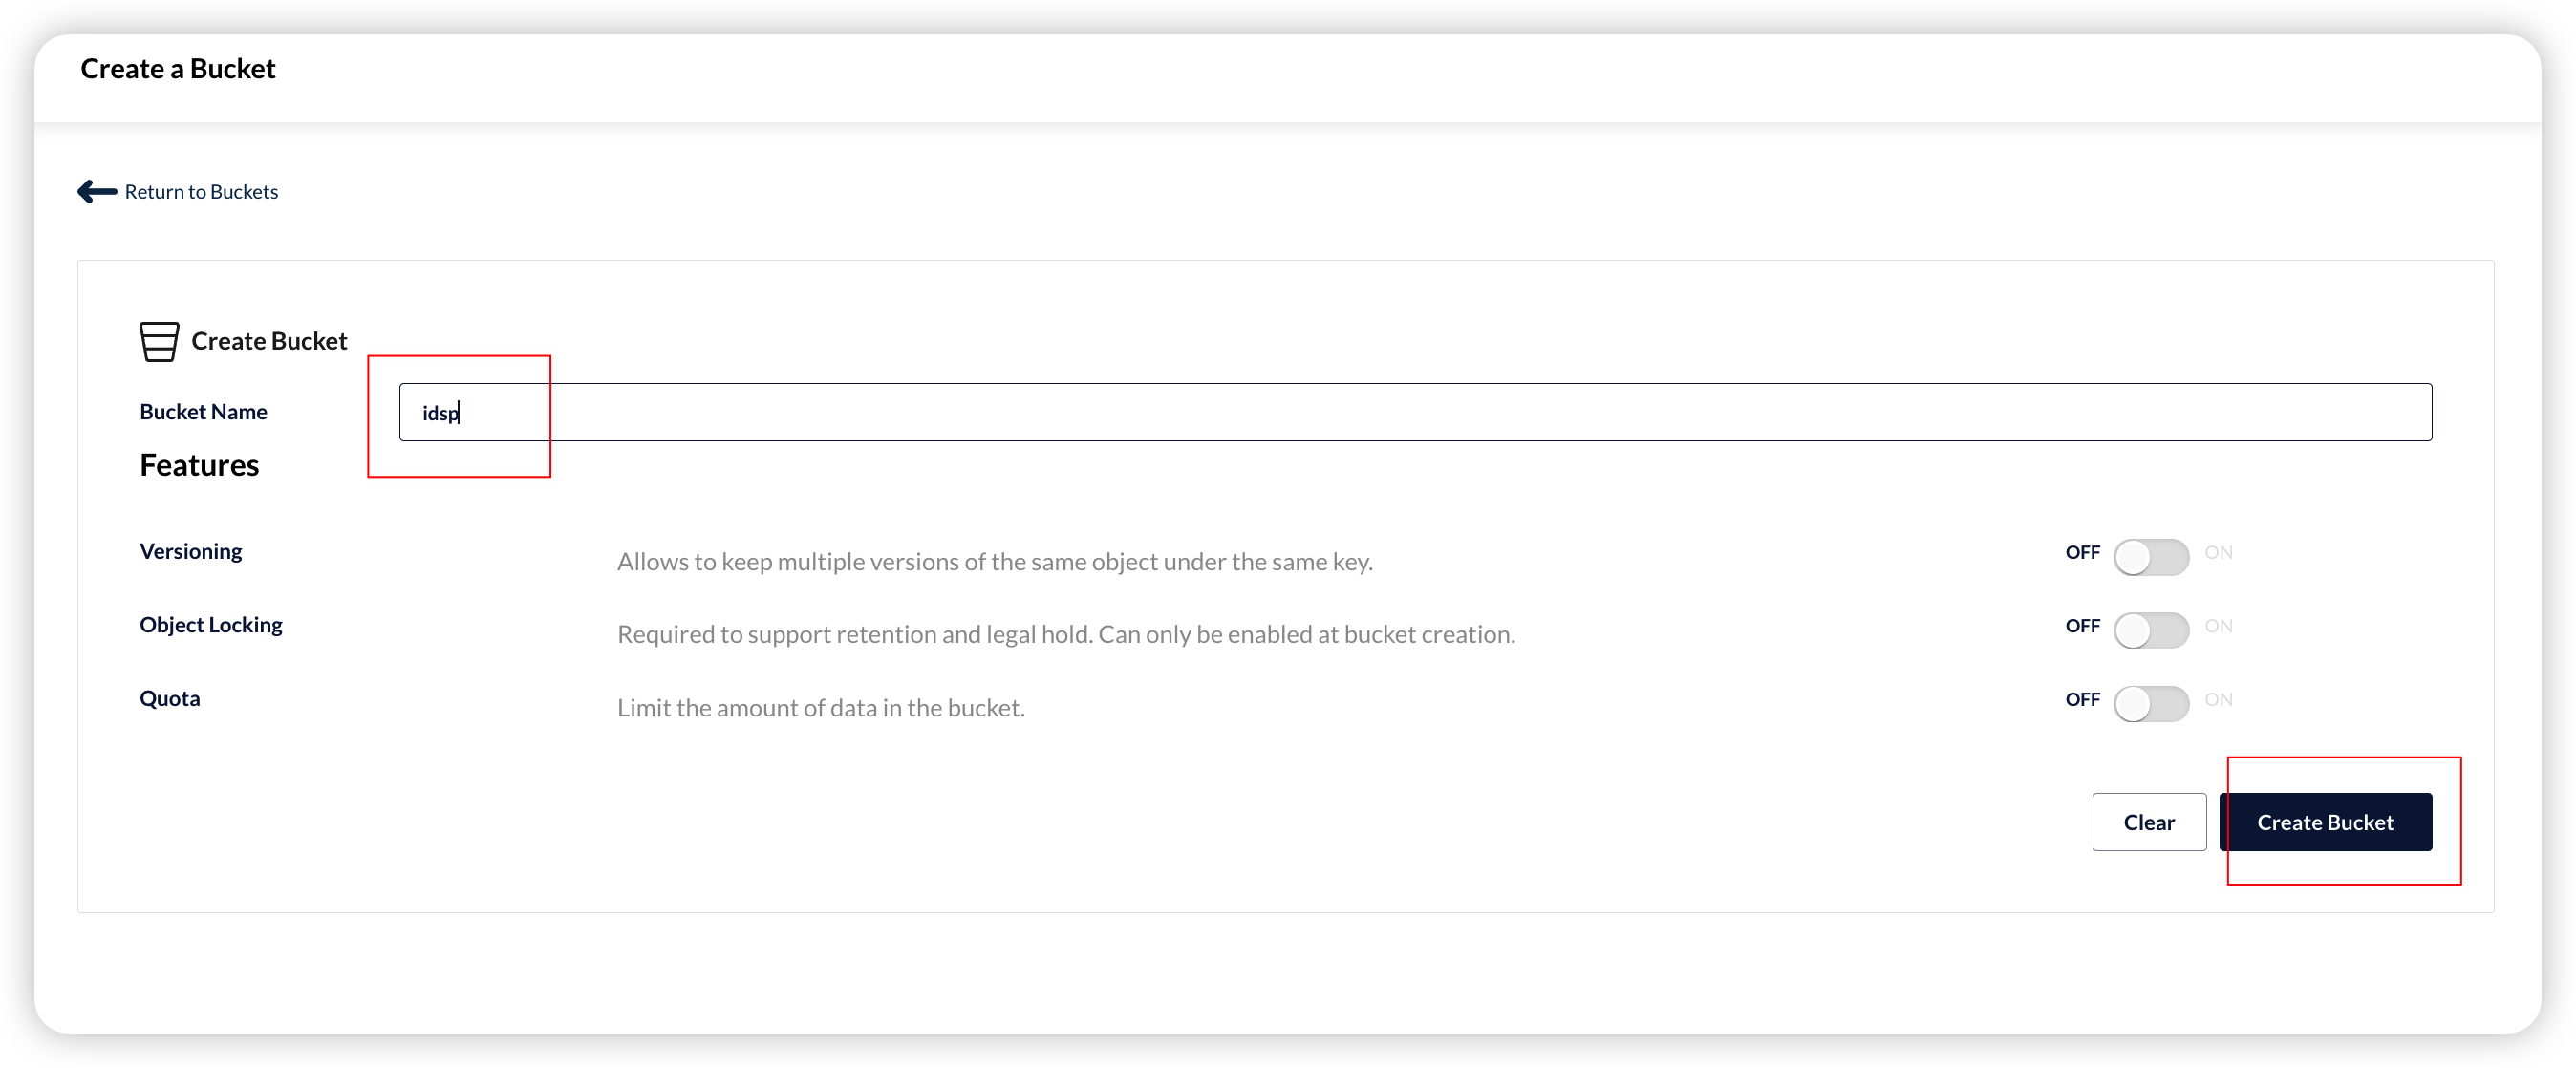 Create a Bucket
Return to Buckets
Create Bucket
Bucket Name
idsp
Features
Versioning
Allows to keep multiple versions of the same object under the same key.
OFF ON
Object Locking
Required to support retention and legal hold. Can only be enabled at bucket creation.
OFF ON
Quota
Limit the amount of data in the bucket.
OFF ON
Clear
Create Bucket